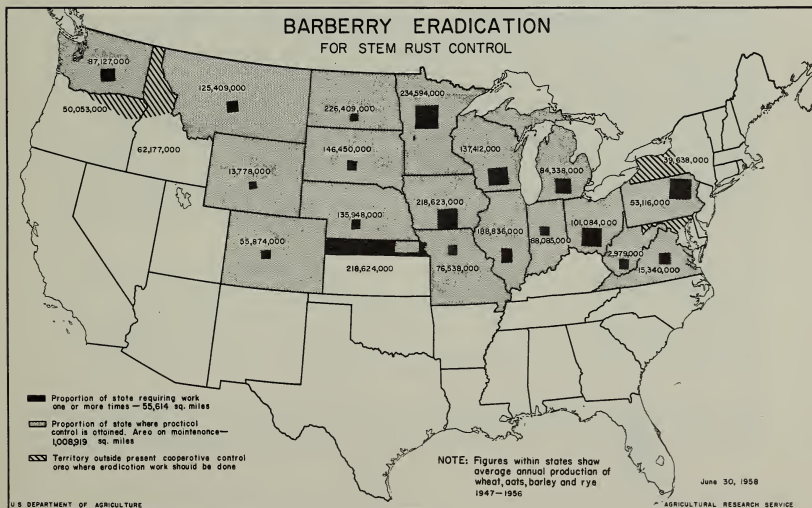 BARBERRY ERADICATION
FOR STEM RUST CONTROL
87,127,000
125,409,000
226,409,000
234,594,000
50,053,000
62,177,000
13,778,000
146,450,000
137,412,000
84,338,000
39,638,000
135,948,000
218,623,000
53,116,000
55,874,000
188,836,000
68,085,000
101,084,000
2,979,000
15,340,000
218,624,000
76,538,000
Proportion of state requiring work
one or more times — 55,614 sq. miles
Proportion of state where practical
control is attained. Area on maintenance—
1,008,919 sq. miles
Territory outside present cooperative control
area where eradication work should be done
NOTE: Figures within states show
average annual production of
wheat, oats, barley and rye
1947–1956
June 30, 1958
U S DEPARTMENT OF AGRICULTURE
AGRICULTURAL RESEARCH SERVICE